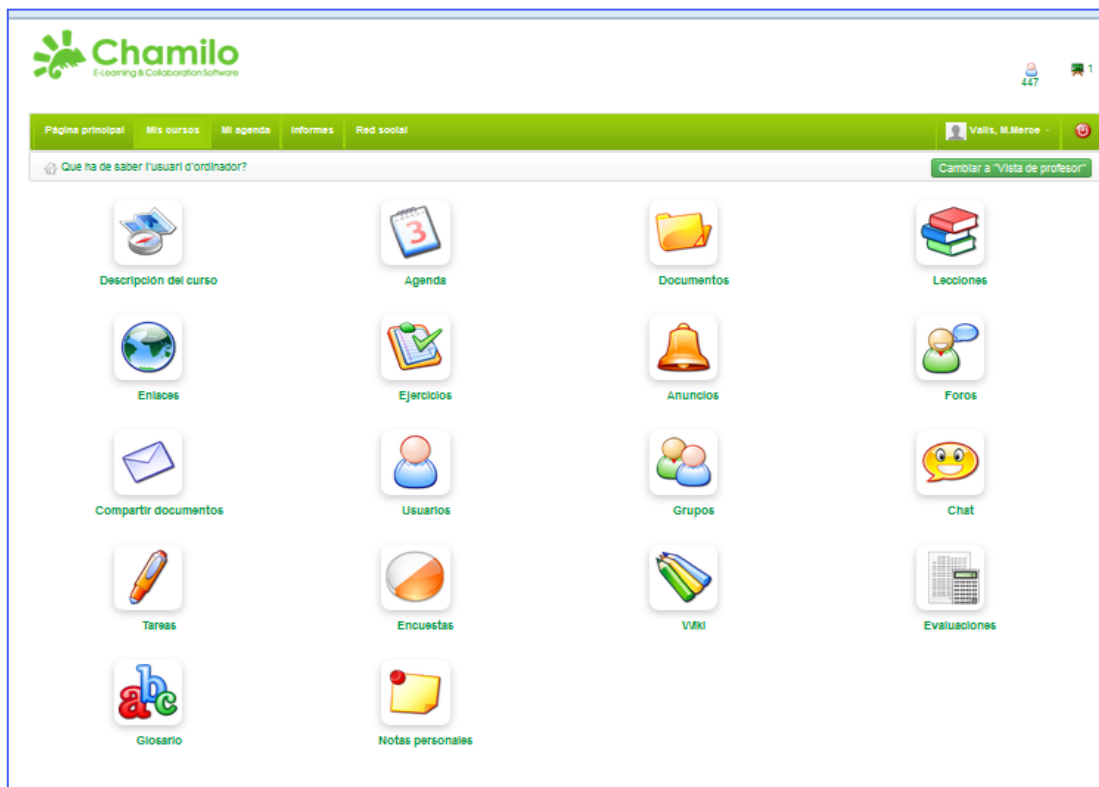 Chamilo
E-Learning & Collaboration Software
447
1
Página principal Mis cursos Mi agenda Informes Red social Valls, M.Merce
Que ha de saber l'usuari d'ordinador? Cambiar a "Vista de profesor"
3
Descripción del curso Agenda Documentos Lecciones
Enlaces Ejercicios Anuncios Foros
Compartir documentos Usuarios Grupos Chat
Tareas Encuestas Wiki Evaluaciones
abc
Glosario Notas personales